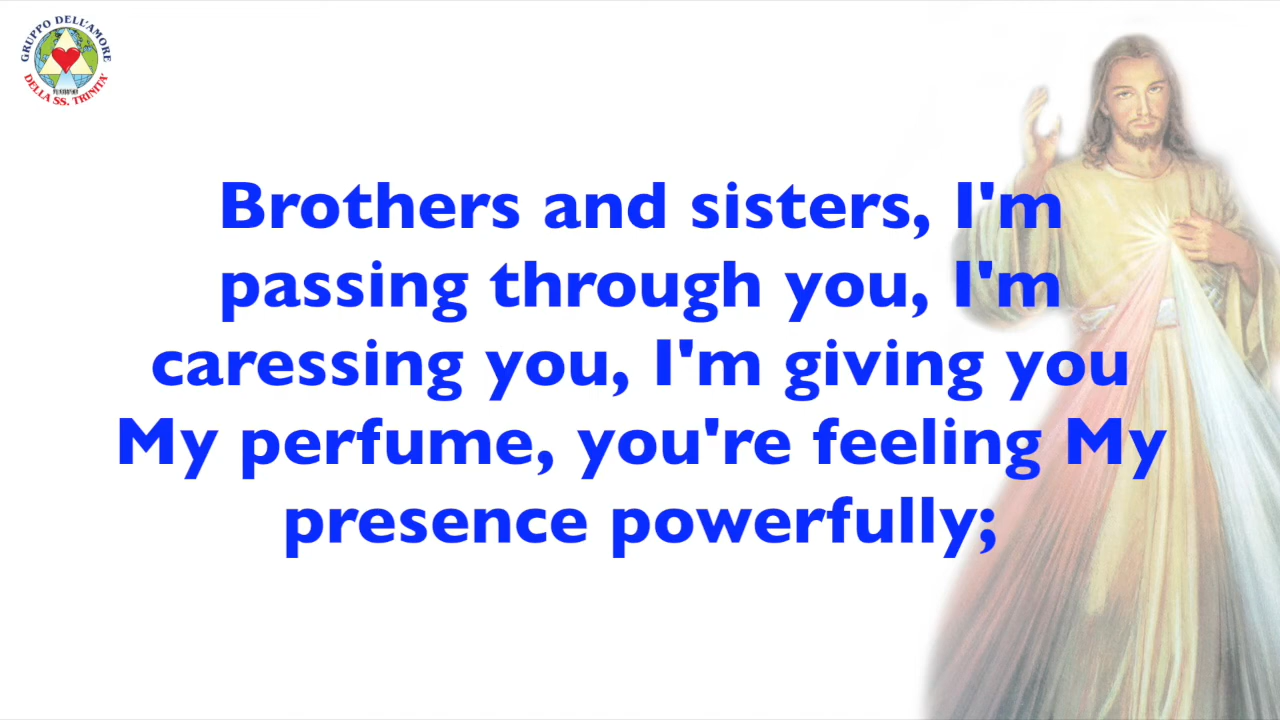 GRUPPO DELL'AMORE
DELLA SS. TRINITA'
Brothers and sisters, I'm
passing through you, I'm
caressing you, I'm giving you
My perfume, you're feeling My
presence powerfully;